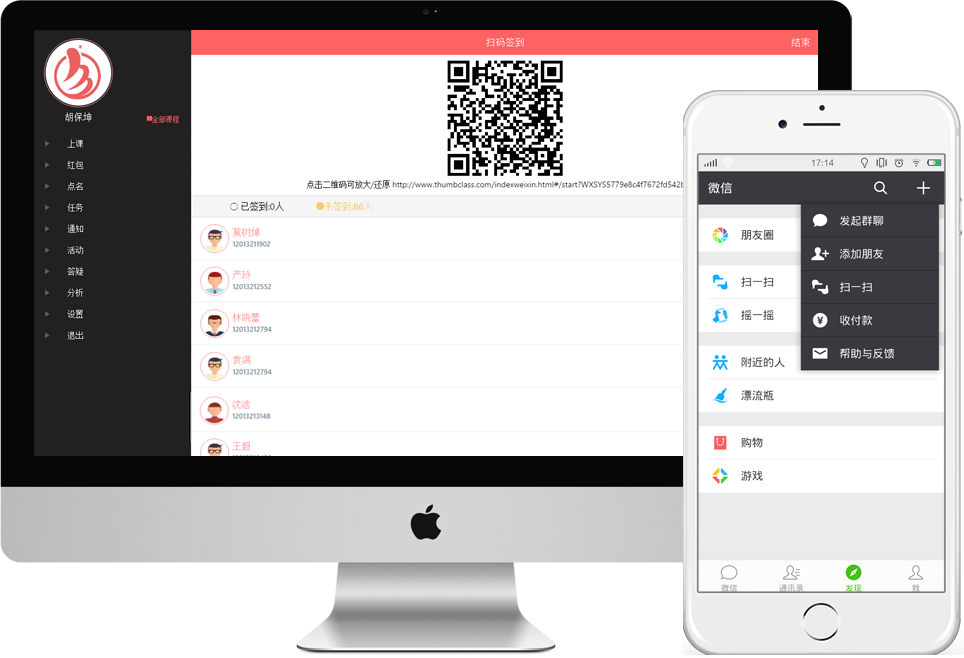 扫码签到
结束
胡保坤
全部课程
上课
红包
点名
任务
通知
活动
答疑
分析
设置
退出
点击二维码可放大/还原 http://www.thumbclass.com/indexweixin.html#/start?WXSYS5779e8c4f7672fd542b
已签到:0人
未签到:86人
莫树焯
12013211902
严玲
12013212552
林晓蕾
12013212794
袁满
12013212794
沈洁
12013213148
王颖
17:14
微信
发起群聊
添加朋友
扫一扫
收付款
帮助与反馈
朋友圈
扫一扫
摇一摇
附近的人
漂流瓶
购物
游戏
微信
通讯录
发现
我